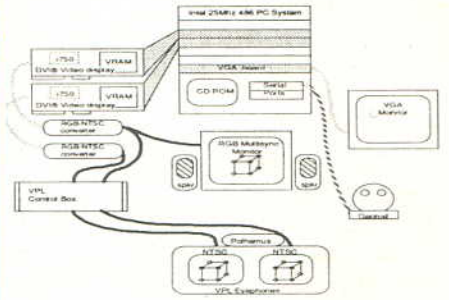 Intel 25Mhz 486 PC System
i750
VRAM
DVI® Video display
i750
VRAM
DVI® Video display
VGA Board
CD ROM
Serial
Ports
VGA
Monitor
RGB NTSC
converter
RGB NTSC
converter
RGB Multisync
Monitor
spkr
spkr
VPL
Control Box
Polhemus
NTSC
NTSC
VPL Eyephones